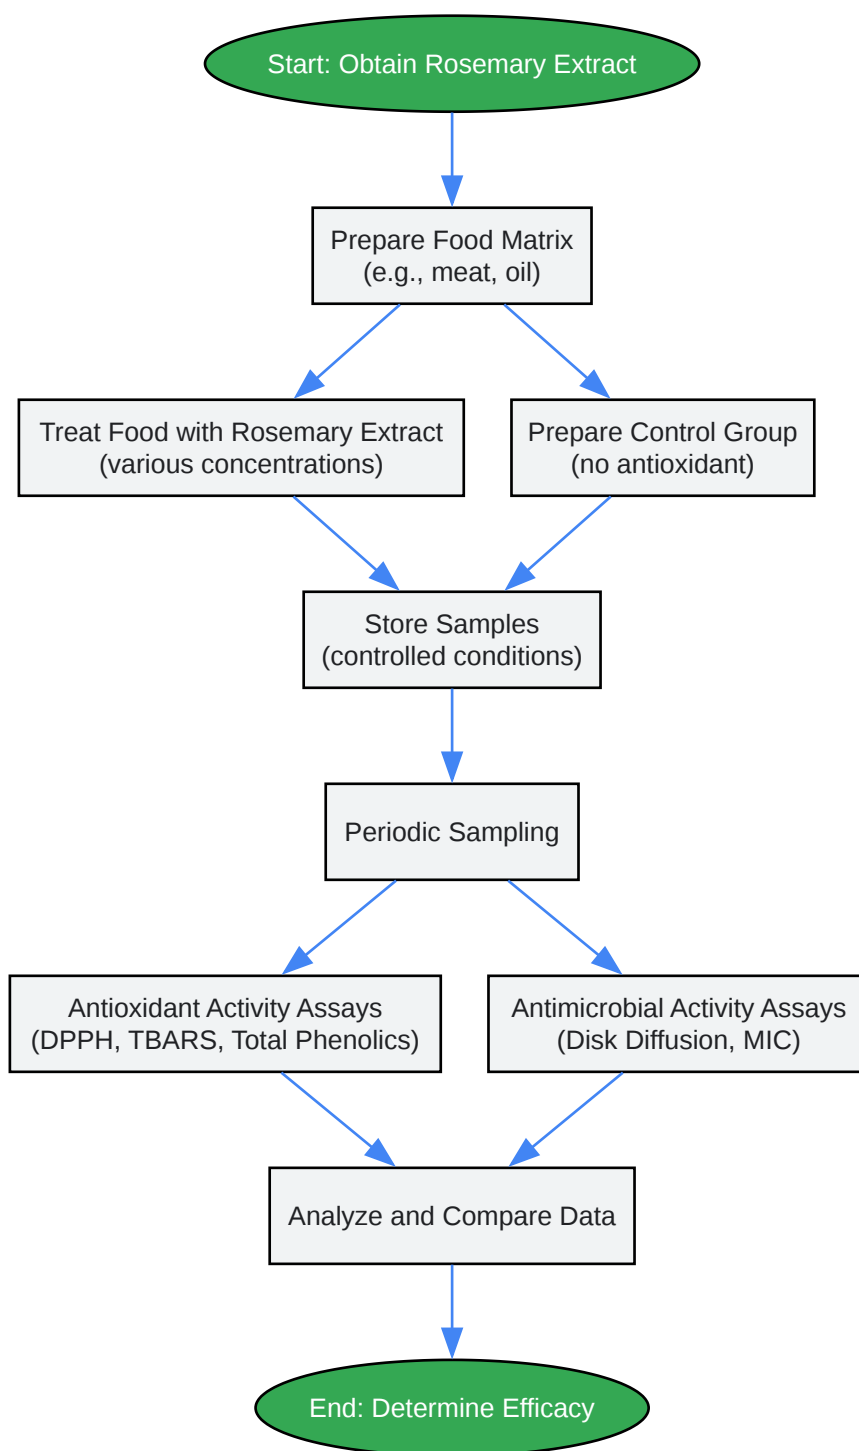 Start: Obtain Rosemary Extract
Prepare Food Matrix
(e.g., meat, oil)
Treat Food with Rosemary Extract
(various concentrations)
Prepare Control Group
(no antioxidant)
Store Samples
(controlled conditions)
Periodic Sampling
Antioxidant Activity Assays
(DPPH, TBARS, Total Phenolics)
Antimicrobial Activity Assays
(Disk Diffusion, MIC)
Analyze and Compare Data
End: Determine Efficacy